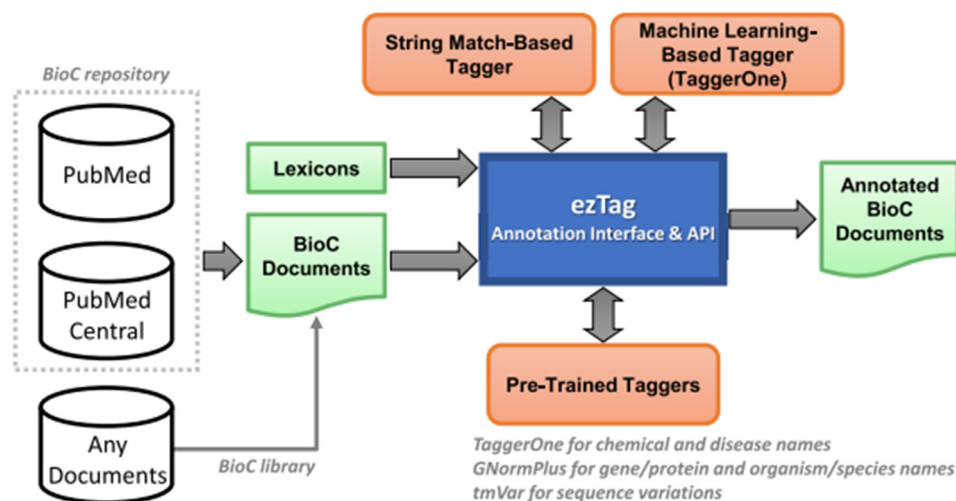 BioC repository
PubMed
PubMed
Central
Any
Documents
BioC library
Lexicons
BioC
Documents
String Match-Based
Tagger
Machine Learning-
Based Tagger
(TaggerOne)
ezTag
Annotation Interface & API
Annotated
BioC
Documents
Pre-Trained Taggers
TaggerOne for chemical and disease names
GNormPlus for gene/protein and organism/species names
tmVar for sequence variations